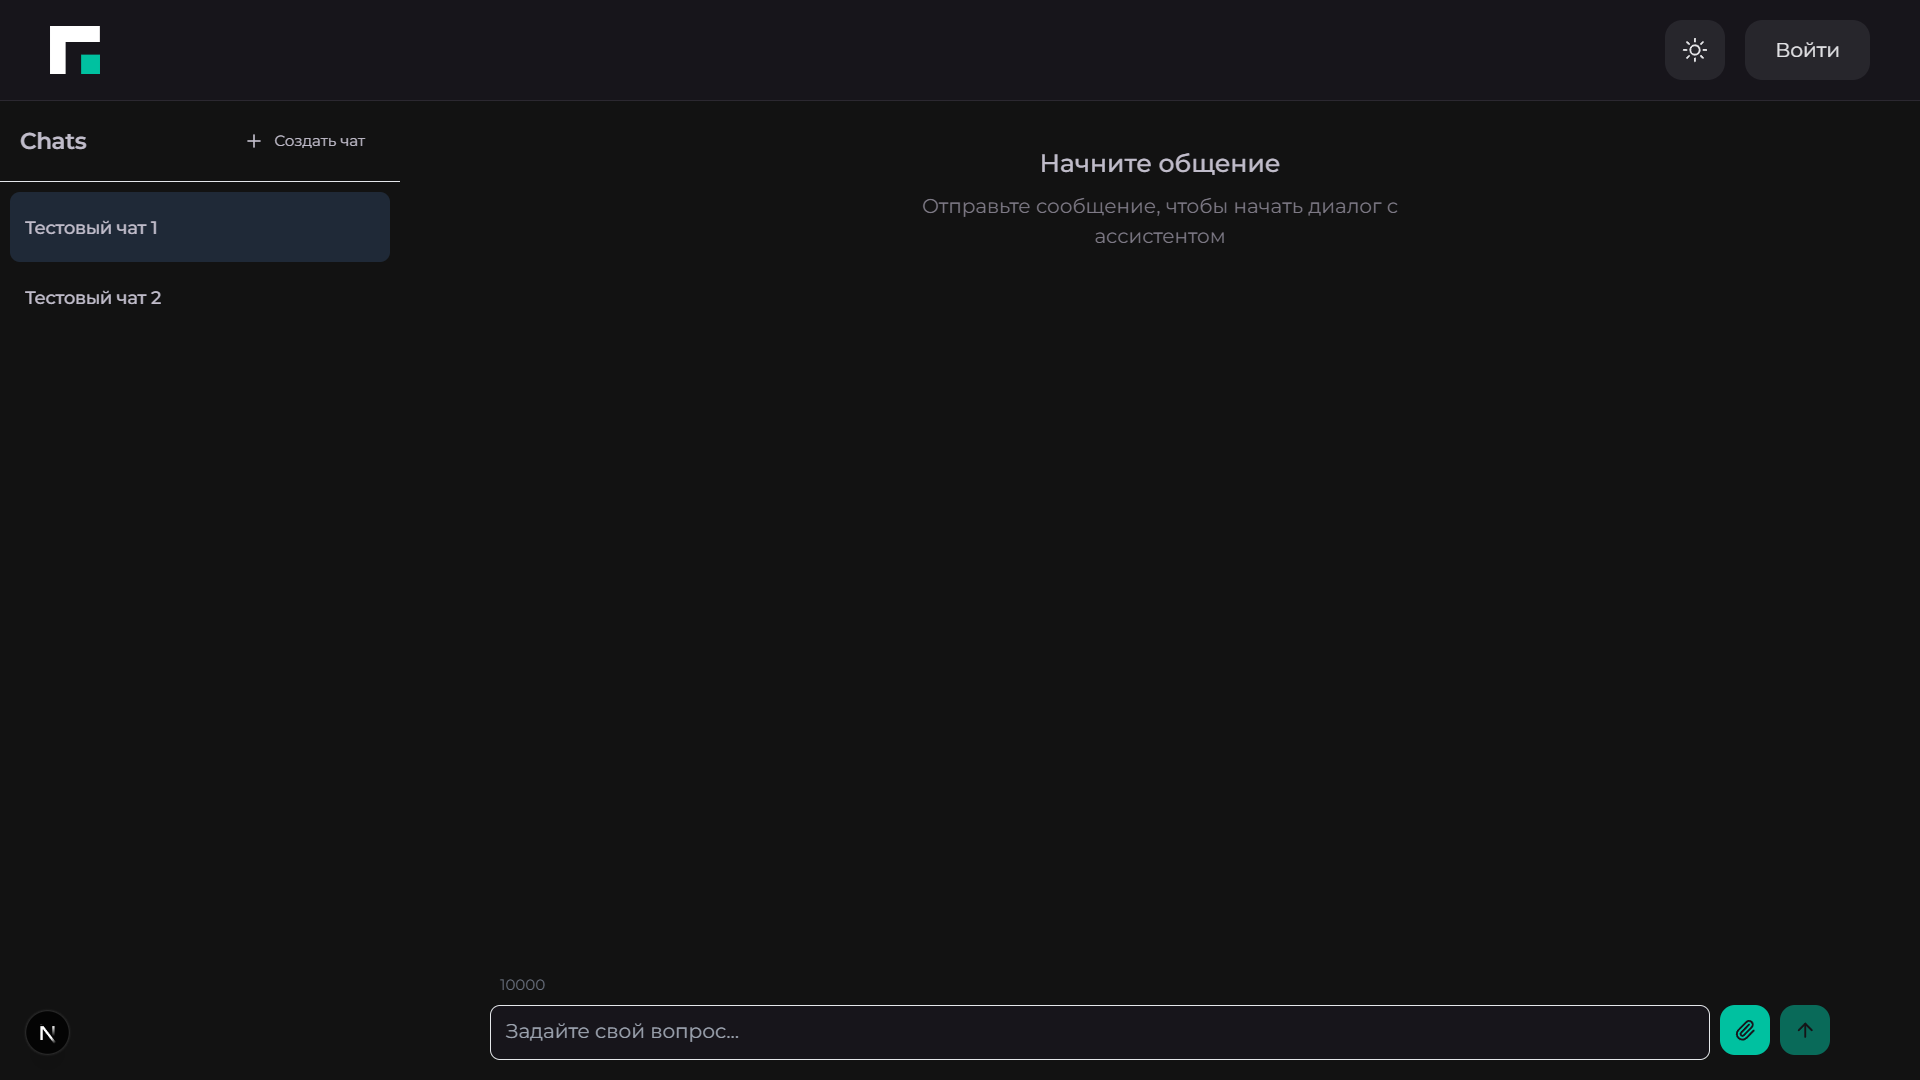 Войти
Chats
Создать чат
Тестовый чат 1
Тестовый чат 2
Начните общение
Отправьте сообщение, чтобы начать диалог с
ассистентом
10000
Задайте свой вопрос...
N